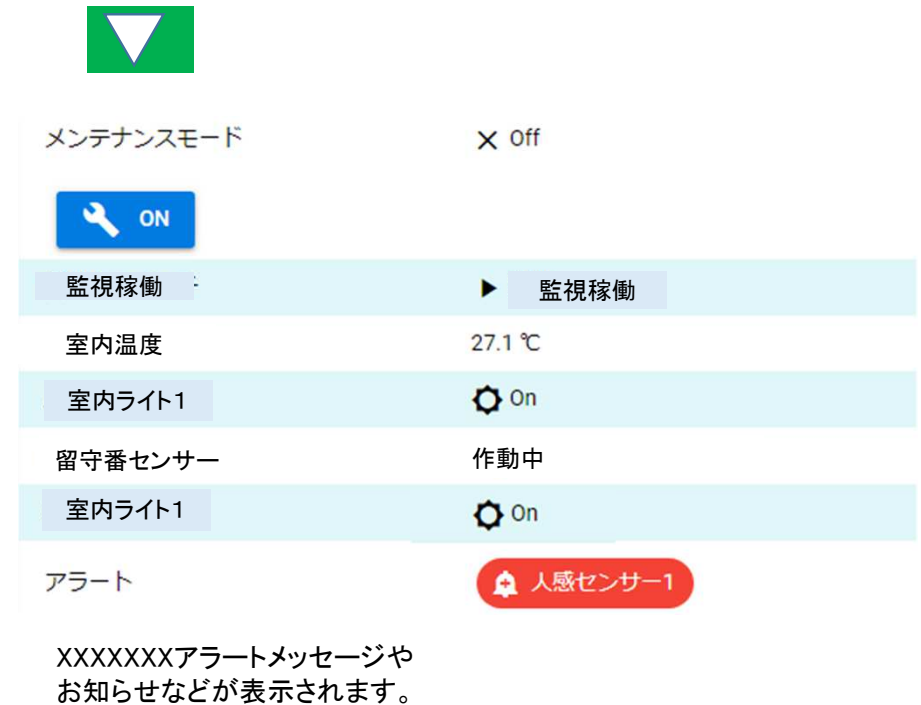 メンテナンスモード Off
ON
監視稼働 監視稼働
室内温度 27.1 ℃
室内ライト1 On
留守番センサー 作動中
室内ライト1 On
アラート 人感センサー1
XXXXXXXアラートメッセージや
お知らせなどが表示されます。